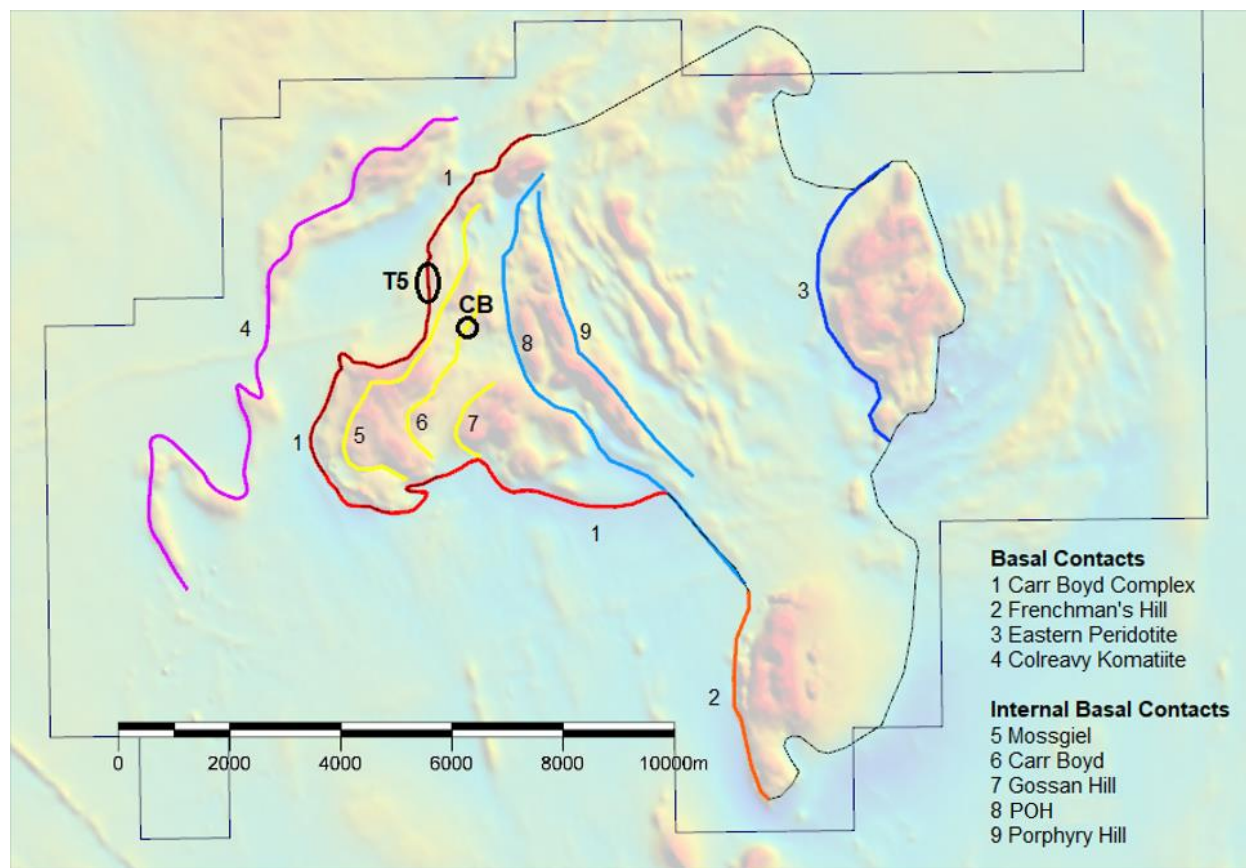 1
T5
CB
3
4
8
9
1
5
6
7
1
2
0
2000
4000
6000
8000
10000m
Basal Contacts
1 Carr Boyd Complex
2 Frenchman's Hill
3 Eastern Peridotite
4 Colreavy Komatiite
Internal Basal Contacts
5 Mossgiel
6 Carr Boyd
7 Gossan Hill
8 POH
9 Porphyry Hill